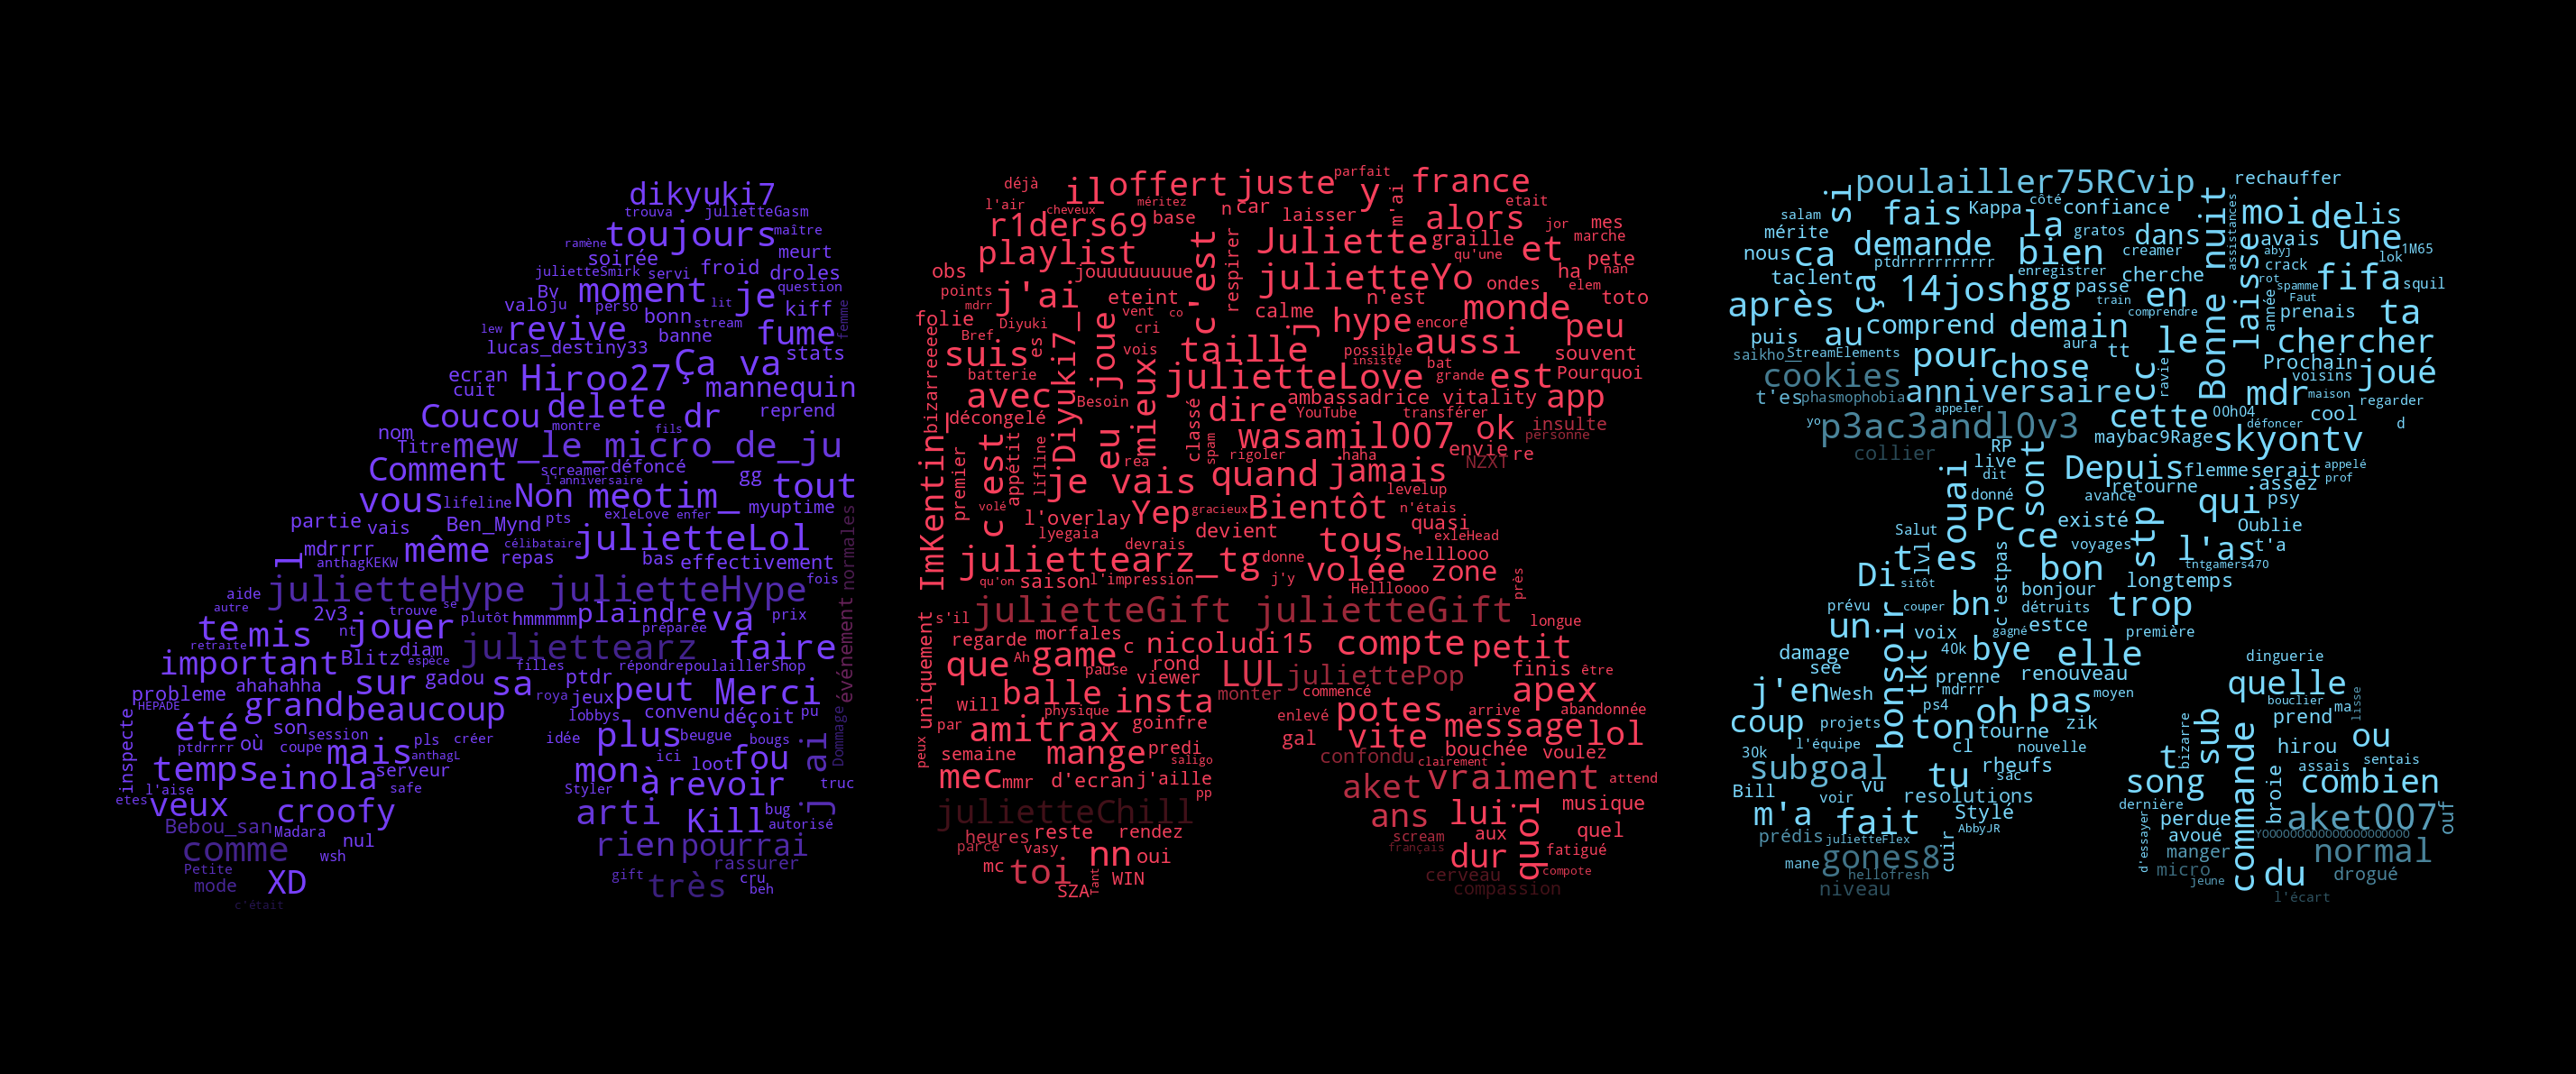 dikyuki7
trouva julietteGasm
ramène toujours maître
soirée meurt
julietteSmirk servi froid droles
Bv moment je question
valoju perso lit kiff
bonn stream femme
lew revive banne fume
lucas_destiny33 Ça va stats
ecran Hiroo27 mannequin
cuit
Coucou delete dr reprend
nom montre fils
Titre mew_le_micro_de_ju
Comment screamer défoncé gg
l'anniversaire tout
vous lifeline Non meotim_ myuptime
partie vais Ben_Mynd pts exleLove enfer
l mdrrrr même célibataire julietteLol normales
anthagKEKW repas bas effectivement
aide julietteHype julietteHype fois
autre 2v3 trouve se plutôt hmmmmm plaindre va prix
te mis nt jouer préparée
retraite diam juliettearz faire
important Blitz espèce filles répondre poulaillerShop
sur gadou sa ptdr
probleme ahahahha roya jeux peut Merci événement
HEPADE grand beaucoup lobbys convenu déçoit pu
inspecte été son session
ptdrrrr où coupe mais pls créer idée plus beugue bougs Dommage
anthagL ici fou ai
temps einola serveur mon à loot revoir truc
l'aise safe Styler
etes veux croofy arti Kill bug j
Bebou_san Madara autorisé
comme nul rien pourrai
wsh rassurer
Petite
mode XD gift très cru
beh
c'était
déjà il offert juste y parfait france
l'air cheveux méritez m'ai etait
r1ders69 base n car laisser alors jor mes
playlist Juliette graille et marche
obs jouuuuuuuue c'est respirer qu'une pete
points julietteYo ha nan
j'ai eteint n'est ondes elem toto
mdrr vent co calme monde
folie Diyuki cri j hype encore peu
Bref es joue taille aussi
suis vois possible souvent
bizarreeeee batterie insisté bat
julietteLove grande est Pourquoi
avec Besoin mieux ambassadrice vitality app
décongelé classé dire YouTube transférer
Diyuki7_ insulte
ImKentin eu wasamil007 ok personne
spam rigoler haha envie re
premier c est appétit lifline rea NZXT
je vais quand jamais
volé levelup
l'overlay Yep gracieux Bientôt n'étais
lyegaia devient quasi
devrais tous exleHead
juliettearz_tg donne helllooo
qu'on saison l'impression j'y volée zone
Hellloooo près
s'il julietteGift julietteGift
uniquement longue
regarde morfales c nicoludi15 compte petit
que Ah game rond
pause viewer LUL juliettePop finis être
will balle insta monter commencé apex
physique abandonnée
par amitrax goinfre enlevé potes arrive
gal vite message lol
peux semaine mange predi confondu bouchée voulez
saligo clairement
mec mmr d'ecran j'aille aket vraiment attend
pp
julietteChill ans lui quoi musique
heures reste rendez aux quel
parce vasy scream
mc nn oui français dur fatigué
toi WIN cerveau compote
SZA Tant compassion
si poulailler75RCvip nuit rechauffer
salam fais Kappa côté confiance moi de lis
mérite la gratos dans assistances
nous ca demande bien creamer avais une 1M65
ptdrrrrrrrrrr abyj lok
taclent ça enregistrer cherche laisse crack fifa squil
14joshgg passe en rot spamme
après train année Faut
puis au comprend demain comprendre prenais ta
aura tt le chercher
saikho_StreamElements pour Bonne Prochain
cookies chose cc ravie voisins joué
t'es phasmophobia anniversaire mdr maison regarder
appeler cette 00h04 cool
yo p3ac3andl0v3 défoncer d
maybac9Rage skyontv
collier RP
ouai live sont Depuis flemme serait appelé
dit retourne assez prof
donné avance qui psy
Salut PC existé Oublie
ce stp
lvl t es voyages l'as t'a
c'estpas tntgamers470
Di sitôt bon longtemps
bonjour
prévu couper bn détruits trop
un gagné estce
voix première
damage 40k bye elle dinguerie
see tkt prenne renouveau quelle
j'en Wesh bonsoir mdrrr moyen bouclier lisse
ps4 oh pas ma
coup projets ton tourne zik sub prend
l'équipe cl nouvelle bizarre hirou ou
30k t
subgoal tu rheufs assais sentais
sac song combien
Bill voir vu resolutions commande broie
m'a Stylé dernière aket007 ouf
fait AbbyJR perdue
prédis julietteFlex avoué
cuir d'essayer manger normal
mane gones8 micro
hellofresh jeune du drogué
niveau l'écart